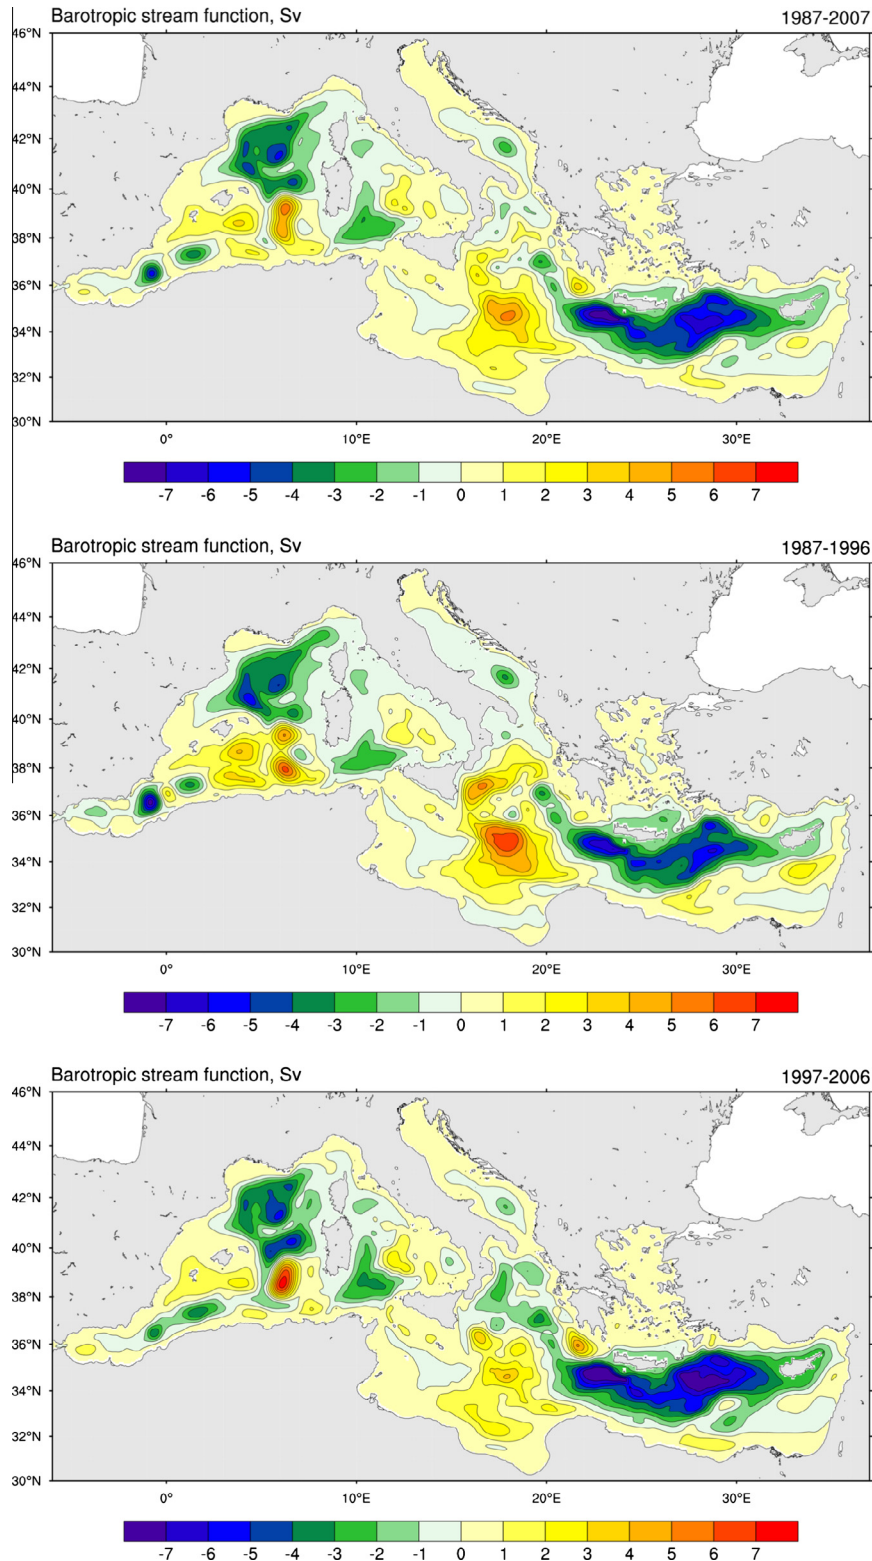 Barotropic stream function, Sv 1987-2007
46°N
44°N
42°N
40°N
38°N
36°N
34°N
32°N
30°N
0° 10°E 20°E 30°E
-7 -6 -5 -4 -3 -2 -1 0 1 2 3 4 5 6 7
Barotropic stream function, Sv 1987-1996
46°N
44°N
42°N
40°N
38°N
36°N
34°N
32°N
30°N
0° 10°E 20°E 30°E
-7 -6 -5 -4 -3 -2 -1 0 1 2 3 4 5 6 7
Barotropic stream function, Sv 1997-2006
46°N
44°N
42°N
40°N
38°N
36°N
34°N
32°N
30°N
0° 10°E 20°E 30°E
-7 -6 -5 -4 -3 -2 -1 0 1 2 3 4 5 6 7